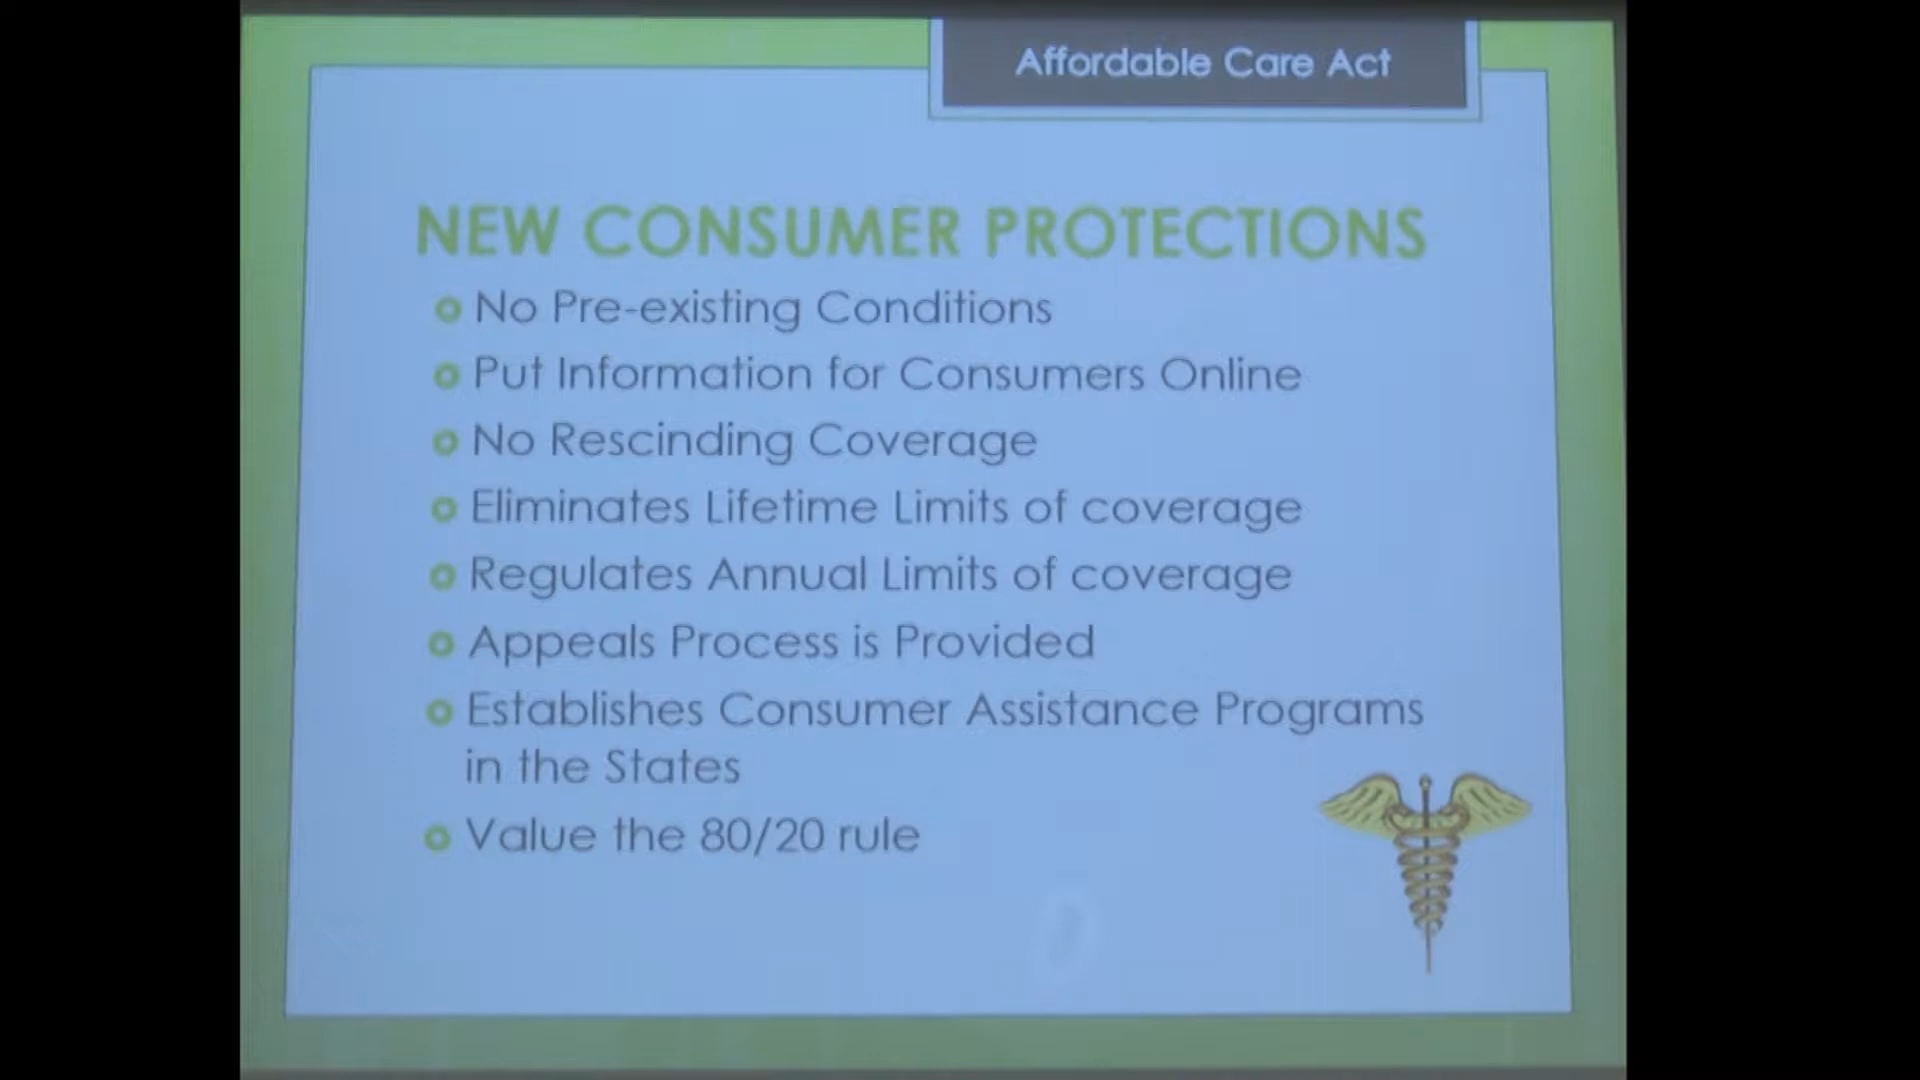 Affordable Care Act
NEW CONSUMER PROTECTIONS
No Pre-existing Conditions
Put Information for Consumers Online
No Rescinding Coverage
Eliminates Lifetime Limits of coverage
Regulates Annual Limits of coverage
Appeals Process is Provided
Establishes Consumer Assistance Programs
in the States
Value the 80/20 rule